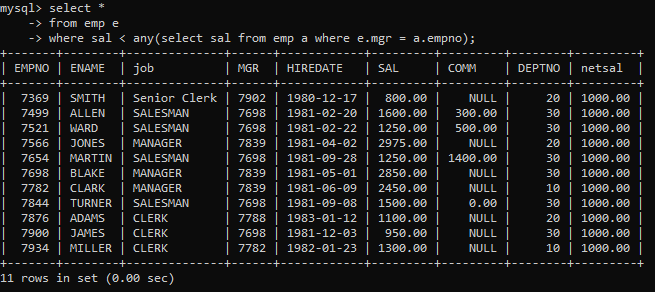 mysql> select *
    -> from emp e
    -> where sal < any(select sal from emp a where e.mgr = a.empno);
+-------+--------+--------------+------+------------+---------+---------+--------+---------+
| EMPNO | ENAME  | job          | MGR  | HIREDATE   | SAL     | COMM    | DEPTNO | netsal  |
+-------+--------+--------------+------+------------+---------+---------+--------+---------+
|  7369 | SMITH  | Senior Clerk | 7902 | 1980-12-17 |  800.00 |    NULL |     20 | 1000.00 |
|  7499 | ALLEN  | SALESMAN     | 7698 | 1981-02-20 | 1600.00 |  300.00 |     30 | 1000.00 |
|  7521 | WARD   | SALESMAN     | 7698 | 1981-02-22 | 1250.00 |  500.00 |     30 | 1000.00 |
|  7566 | JONES  | MANAGER      | 7839 | 1981-04-02 | 2975.00 |    NULL |     20 | 1000.00 |
|  7654 | MARTIN | SALESMAN     | 7698 | 1981-09-28 | 1250.00 | 1400.00 |     30 | 1000.00 |
|  7698 | BLAKE  | MANAGER      | 7839 | 1981-05-01 | 2850.00 |    NULL |     30 | 1000.00 |
|  7782 | CLARK  | MANAGER      | 7839 | 1981-06-09 | 2450.00 |    NULL |     10 | 1000.00 |
|  7844 | TURNER | SALESMAN     | 7698 | 1981-09-08 | 1500.00 |    0.00 |     30 | 1000.00 |
|  7876 | ADAMS  | CLERK        | 7788 | 1983-01-12 | 1100.00 |    NULL |     20 | 1000.00 |
|  7900 | JAMES  | CLERK        | 7698 | 1981-12-03 |  950.00 |    NULL |     30 | 1000.00 |
|  7934 | MILLER | CLERK        | 7782 | 1982-01-23 | 1300.00 |    NULL |     10 | 1000.00 |
+-------+--------+--------------+------+------------+---------+---------+--------+---------+
11 rows in set (0.00 sec)